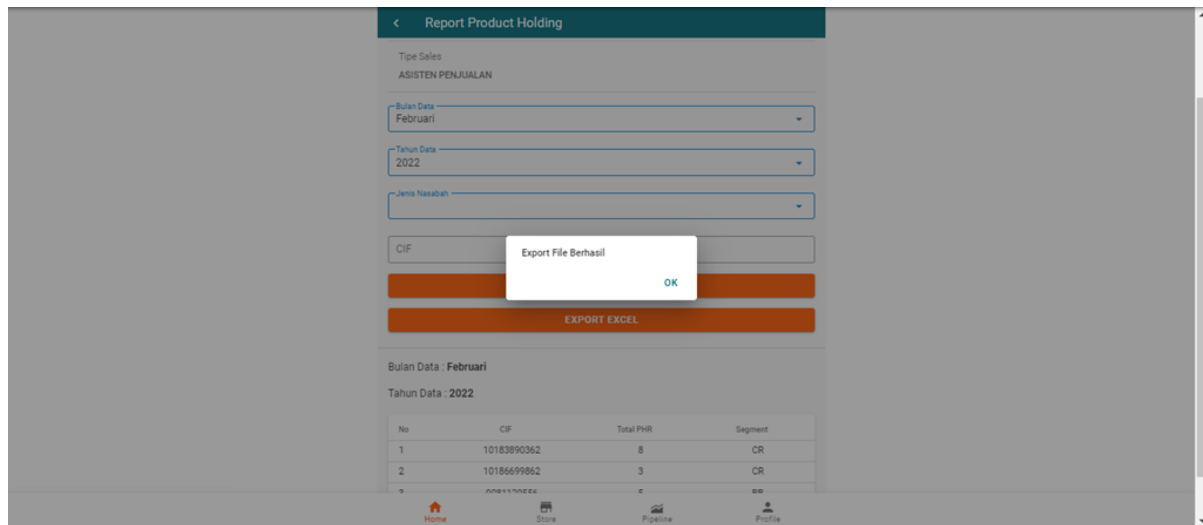 Report Product Holding
Tipe Sales
ASISTEN PENJUALAN
Bulan Data
Februari
Tahun Data
2022
Jenis Nasabah
CIF
Export File Berhasil
OK
EXPORT EXCEL
Bulan Data : Februari
Tahun Data : 2022
No CIF Total PHR Segment
1 10183890362 8 CR
2 10186699862 3 CR
Home Store Pipeline Profile